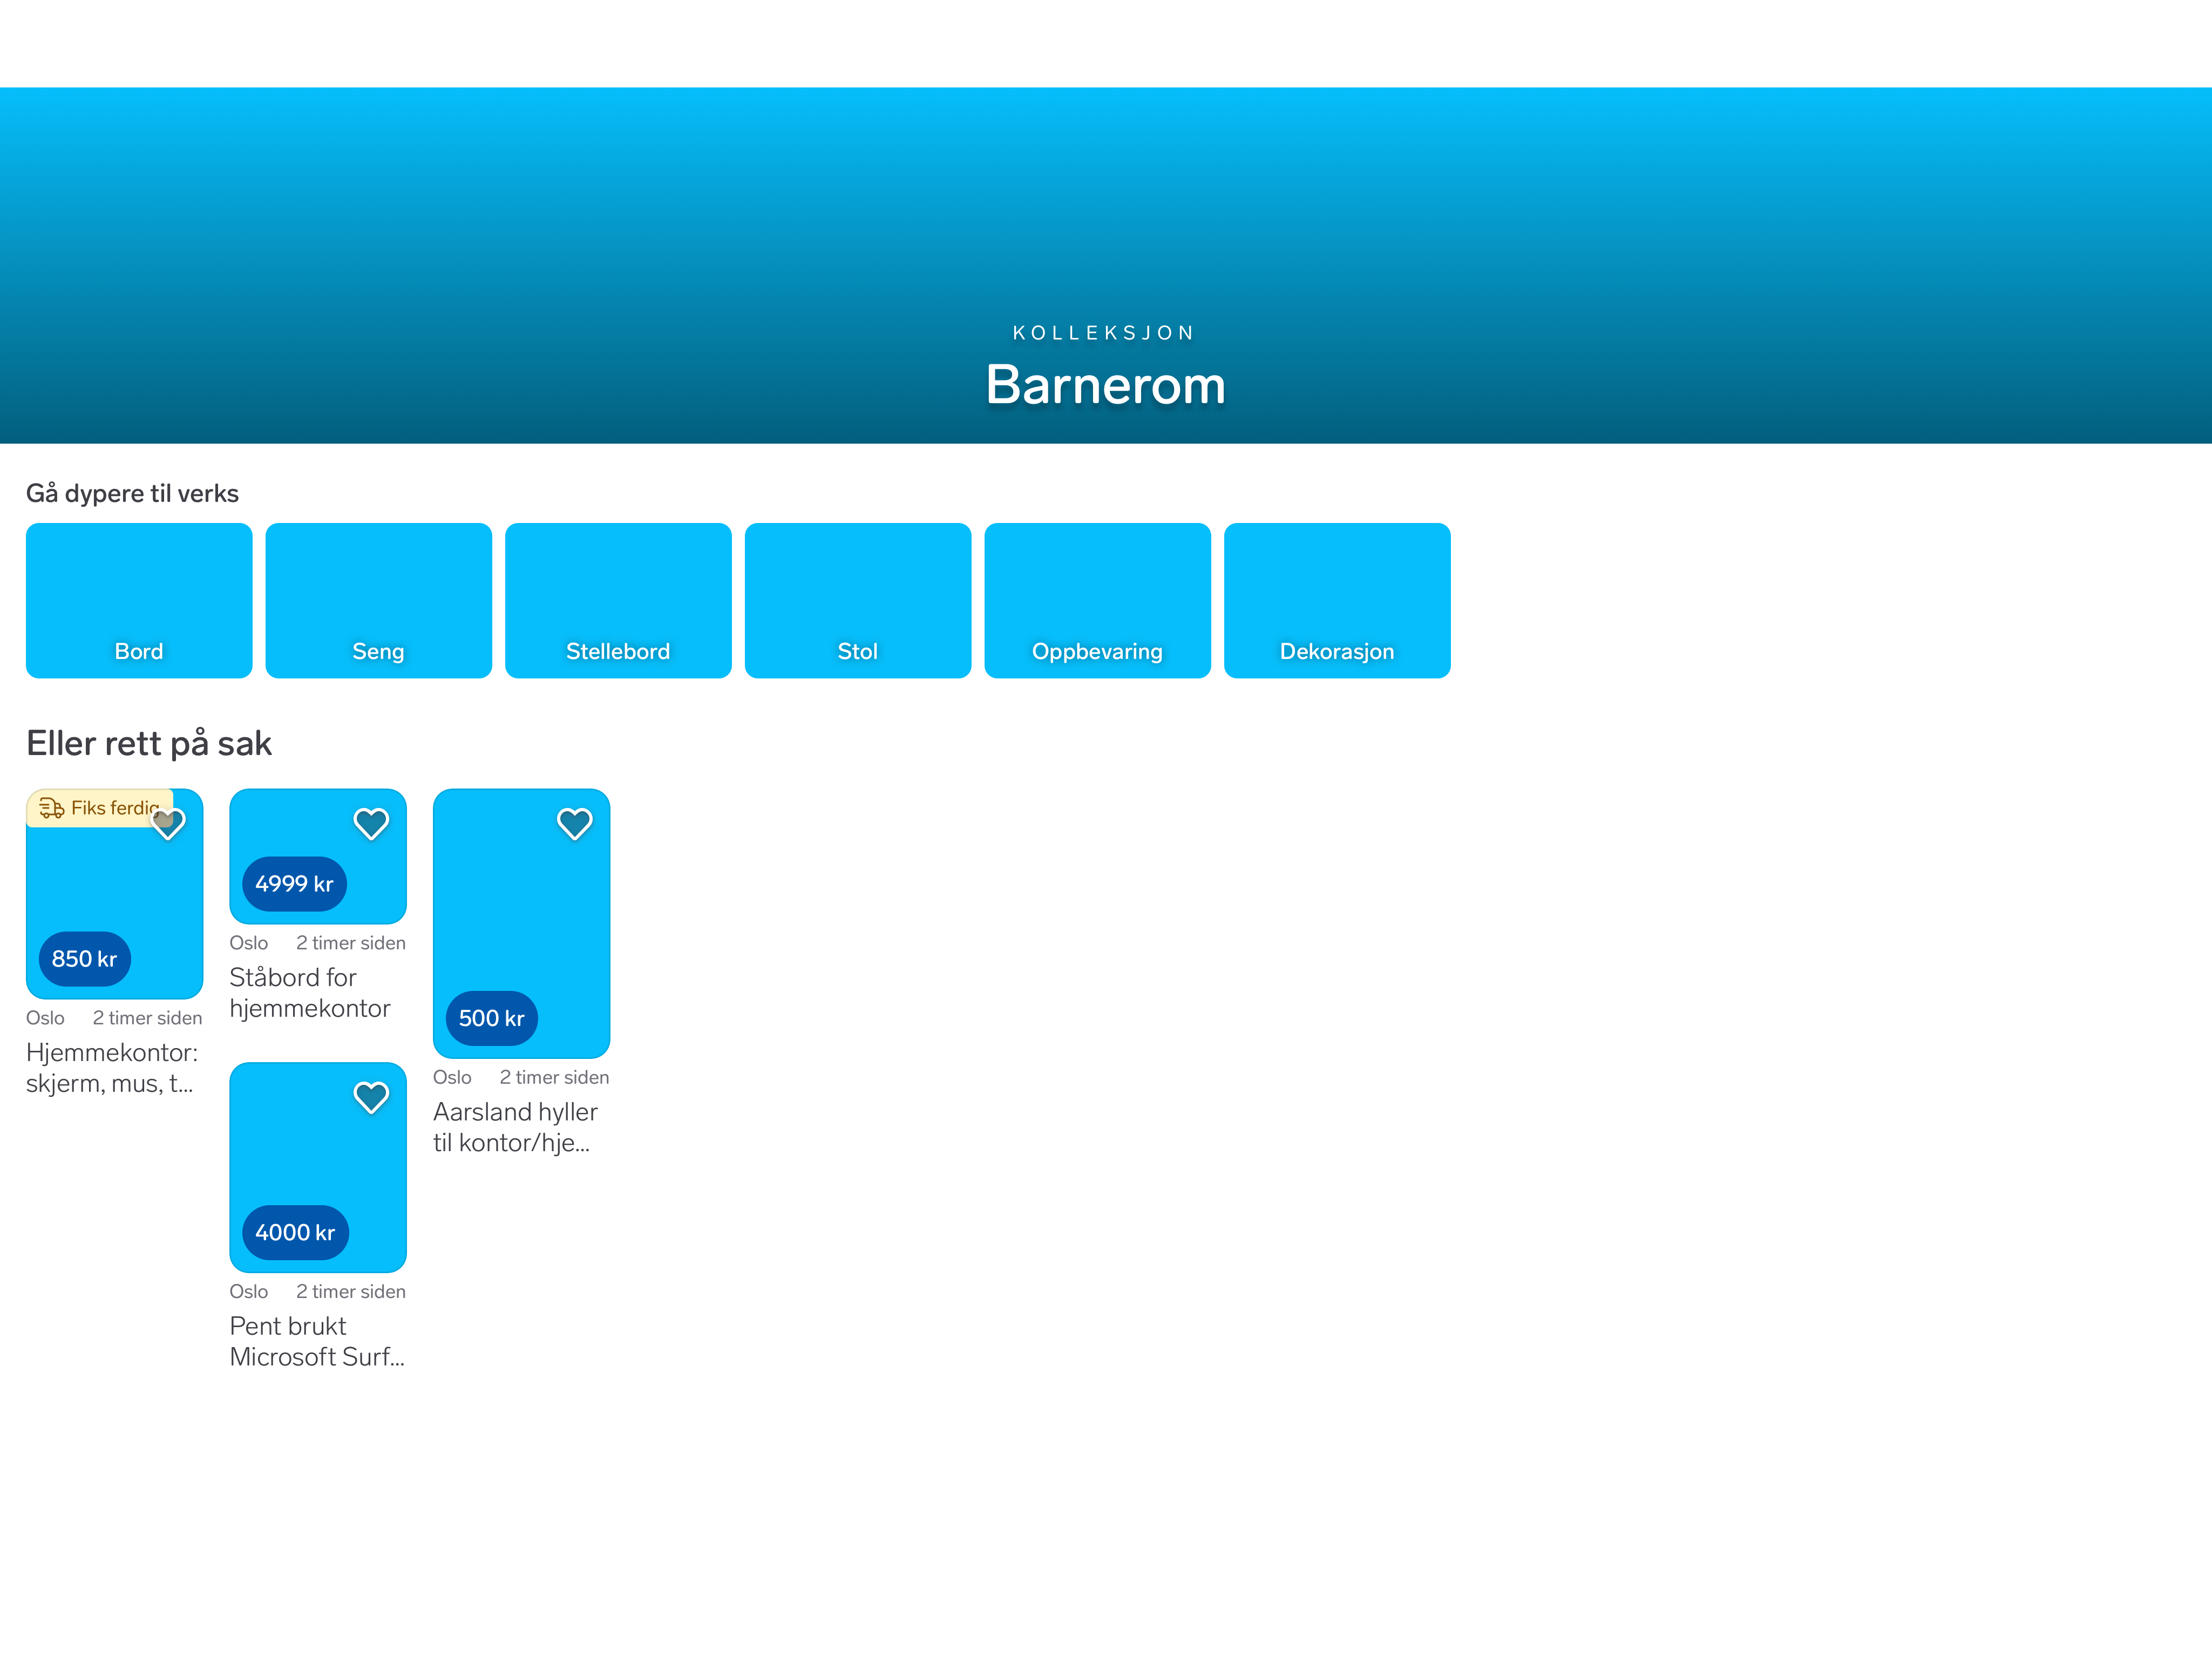 KOLLEKSJON
Barnerom
Gå dypere til verks
Bord
Seng
Stellebord
Stol
Oppbevaring
Dekorasjon
Eller rett på sak
Fiks ferdig
850 kr
Oslo 2 timer siden
Hjemmekontor:
skjerm, mus, t...
4999 kr
Oslo 2 timer siden
Ståbord for
hjemmekontor
4000 kr
Oslo 2 timer siden
Pent brukt
Microsoft Surf...
500 kr
Oslo 2 timer siden
Aarsland hyller
til kontor/hje...